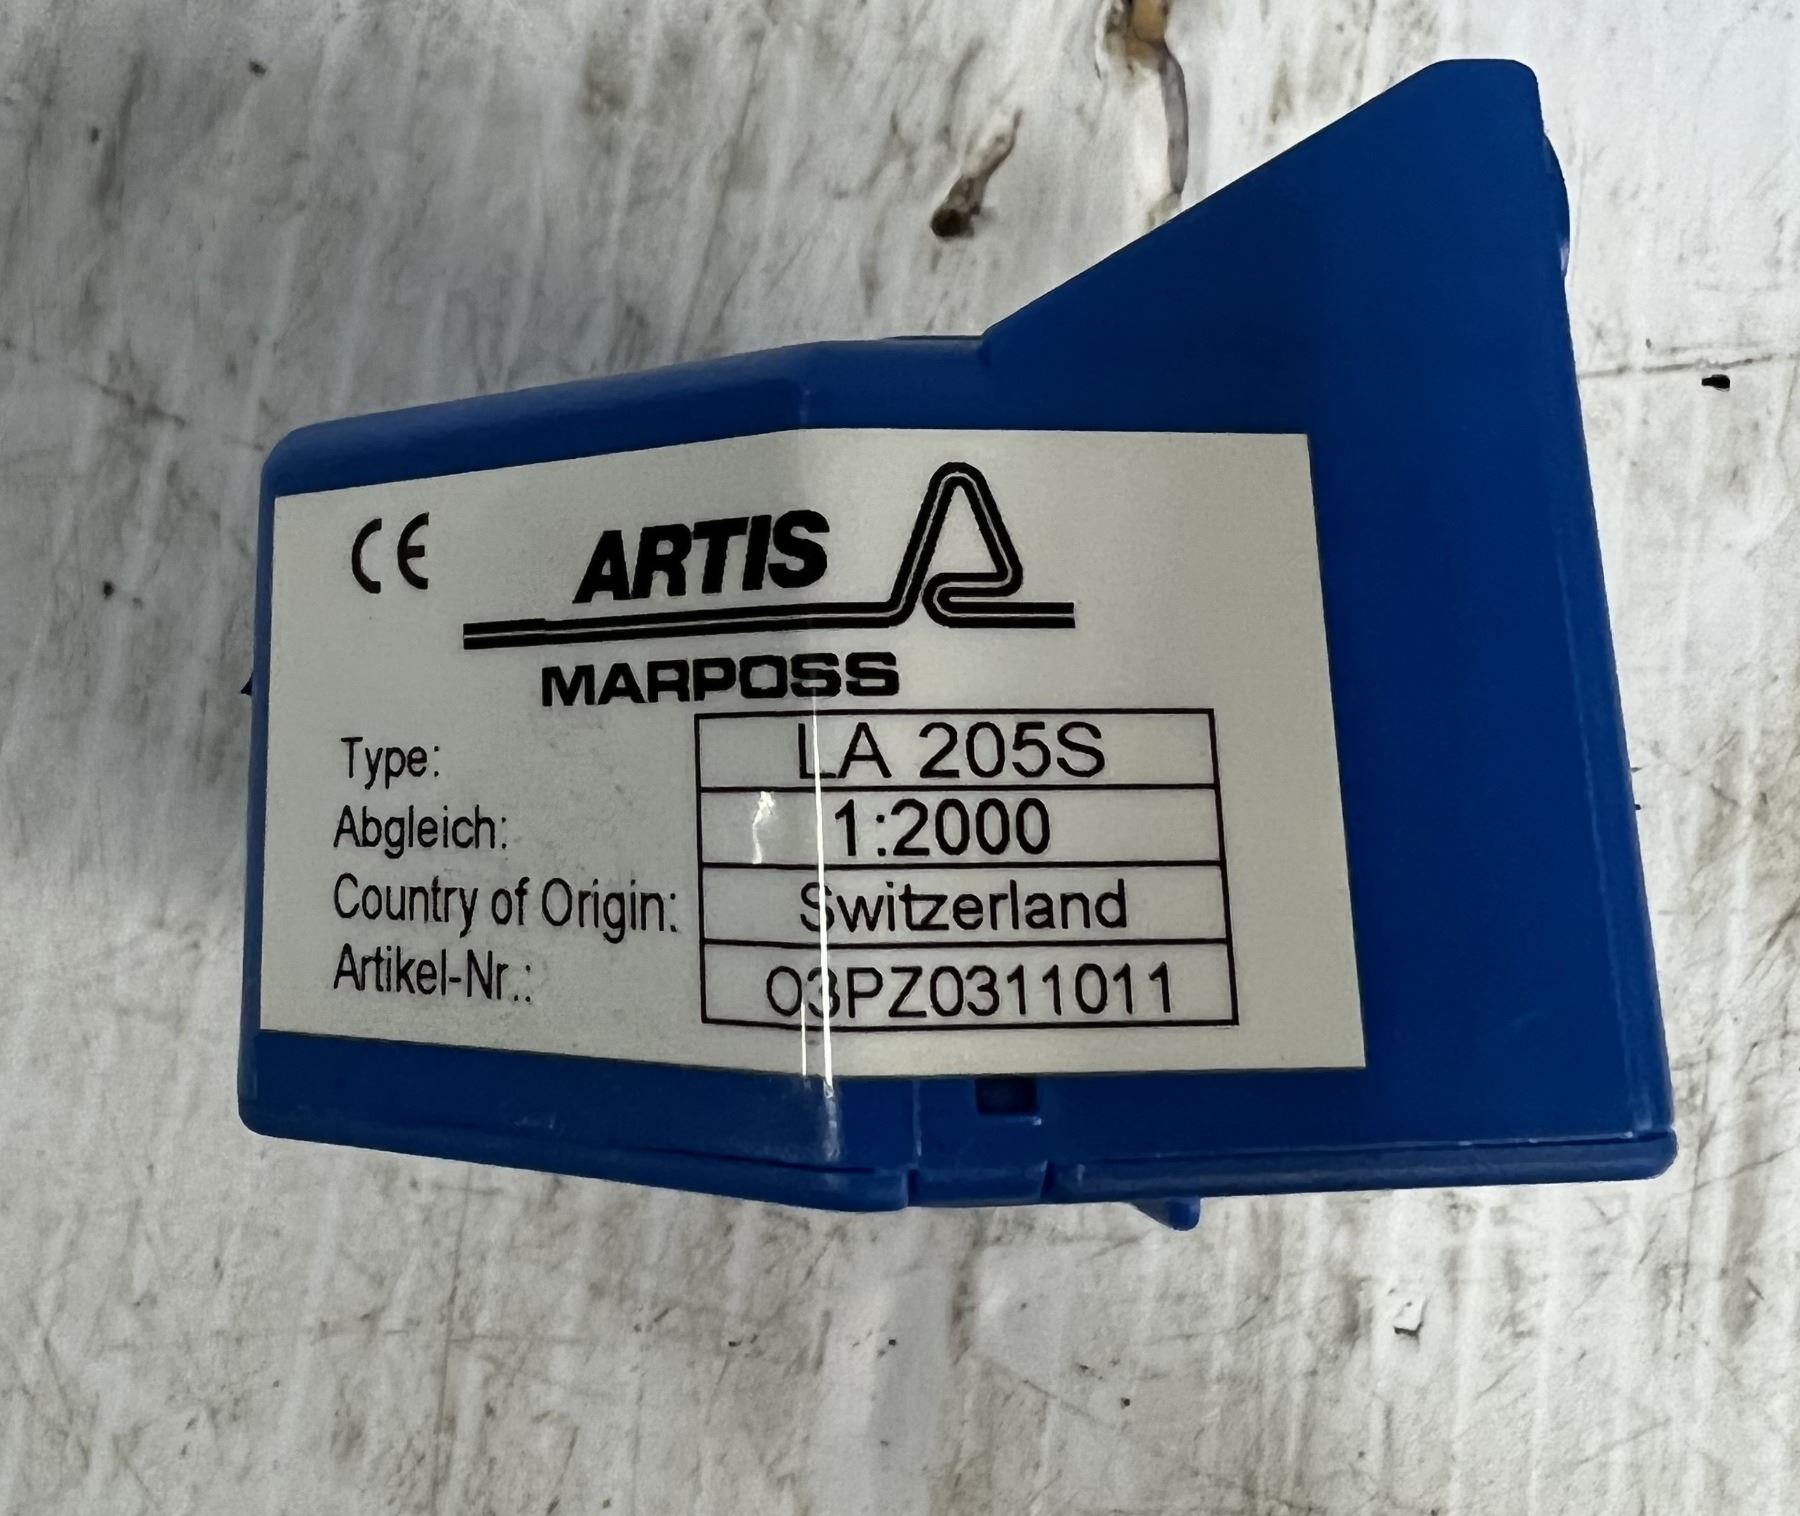 CE
ARTIS
MARPOSS
Type: LA 205S
Abgleich: 1:2000
Country of Origin: Switzerland
Artikel-Nr.: 03PZ0311011